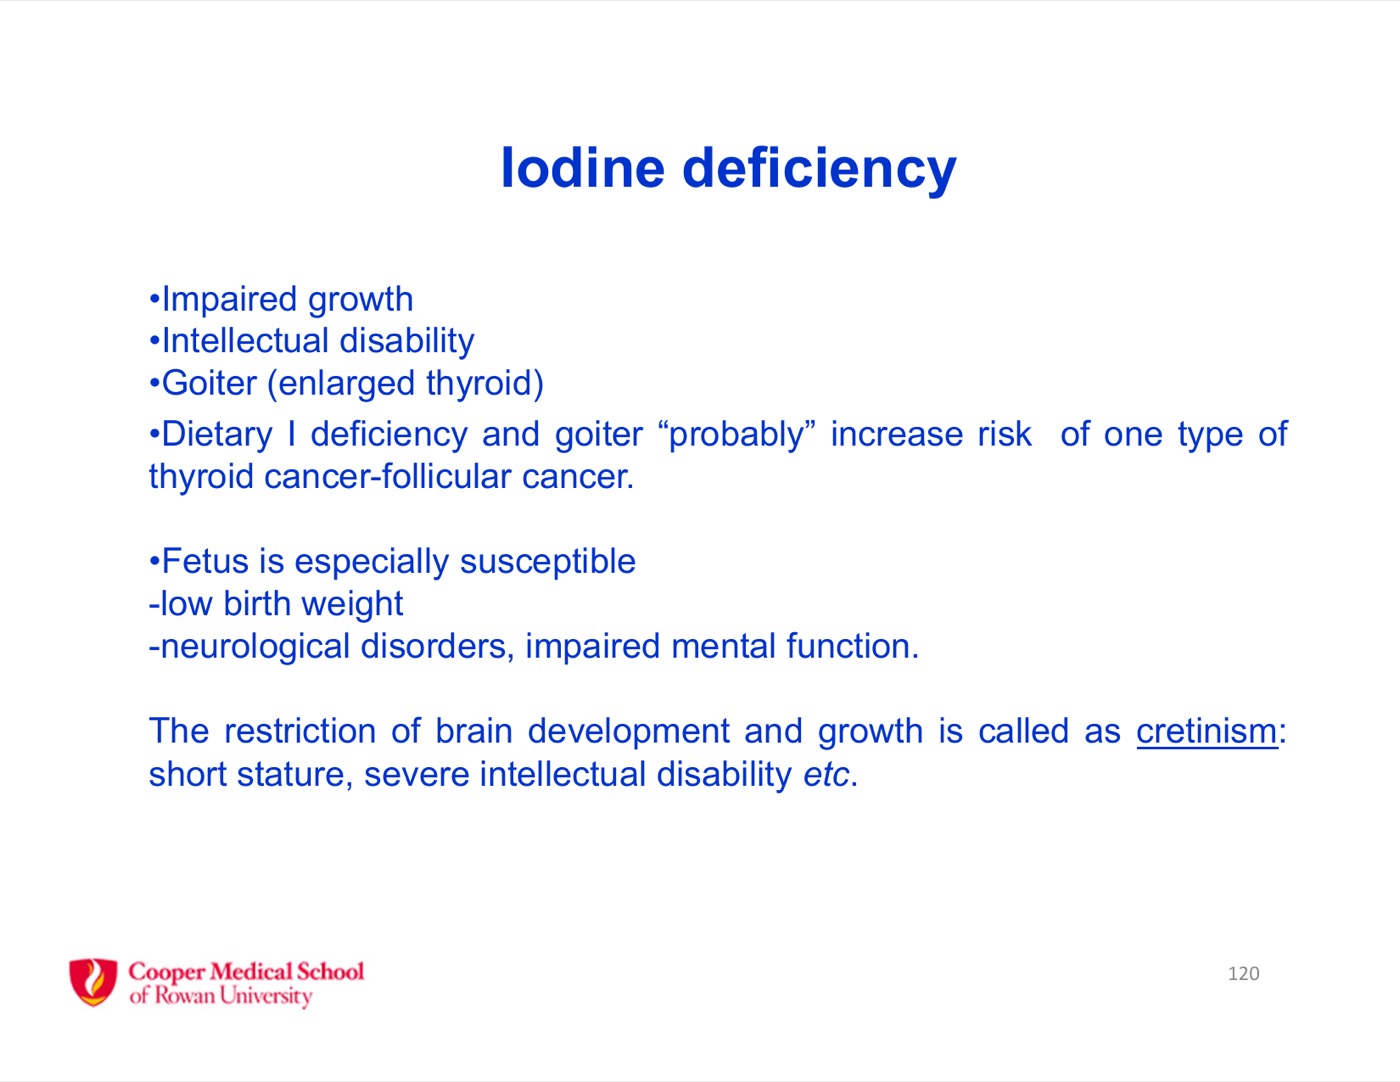 Iodine deficiency
•Impaired growth
•Intellectual disability
•Goiter (enlarged thyroid)
•Dietary I deficiency and goiter “probably” increase risk  of one type of
thyroid cancer-follicular cancer.
•Fetus is especially susceptible
-low birth weight
-neurological disorders, impaired mental function.
The restriction of brain development and growth is called as cretinism:
short stature, severe intellectual disability etc.
Cooper Medical School
of Rowan University
120